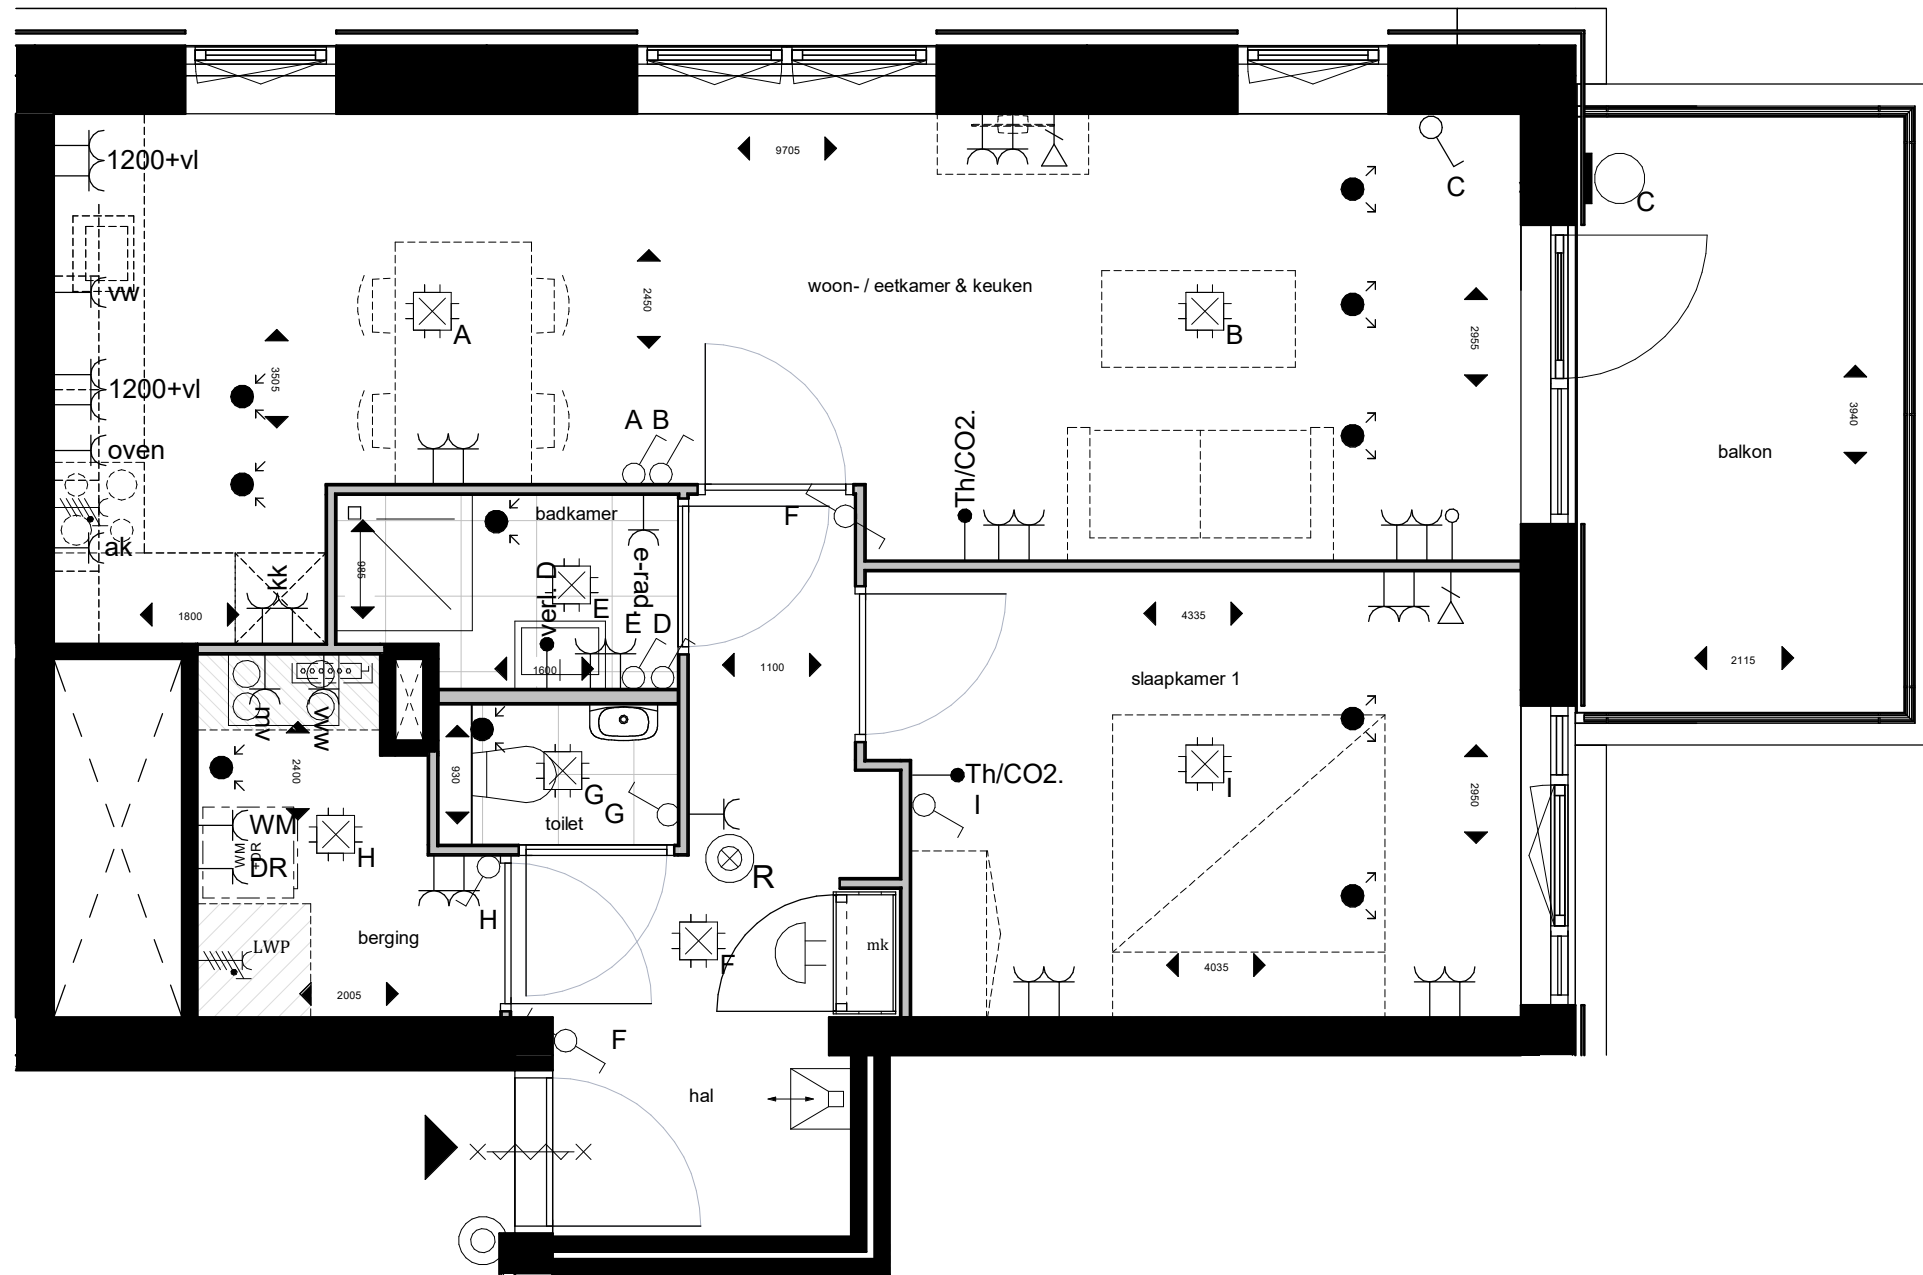 1200+vl
9705
C
C
vw
2450
woon- / eetkamer & keuken
A
B
2955
3505
1200+vl
A B
3940
oven
Th/CO2.
balkon
badkamer
F
ak
985
verl. D
e-rad.
kk
E
E D
1800
4335
1600
1100
2115
slaapkamer 1
mv
vw
2400
930
Th/CO2.
I
I
2950
G
G
toilet
WM
WM
+DR
DR
H
R
H
berging
LWP
F
mk
2005
4035
F
hal